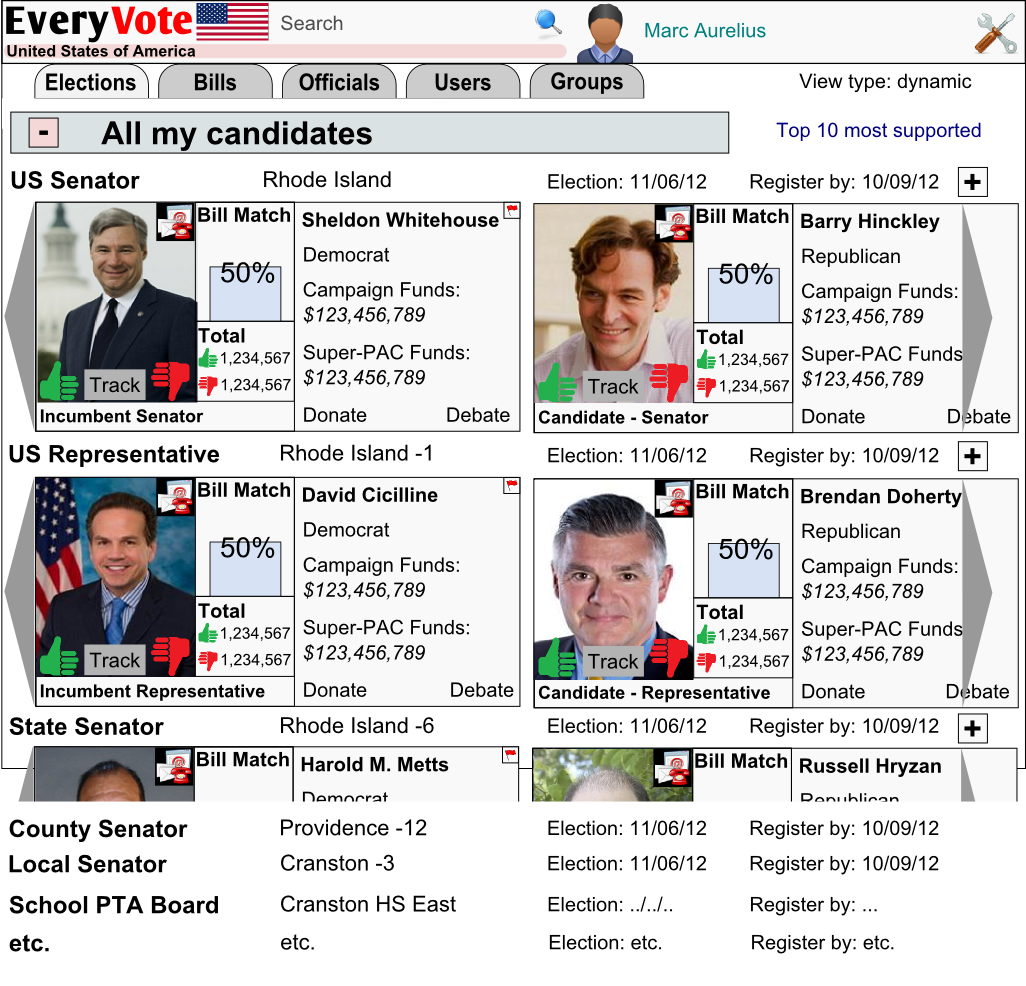 EveryVote
Search
Marc Aurelius
United States of America
Elections
Bills
Officials
Users
Groups
View type: dynamic
- All my candidates
Top 10 most supported
US Senator
Rhode Island
Election: 11/06/12
Register by: 10/09/12
+
Bill Match
50%
Total
1,234,567
1,234,567
Track
Incumbent Senator
Sheldon Whitehouse
Democrat
Campaign Funds:
$123,456,789
Super-PAC Funds:
$123,456,789
Donate
Debate
Bill Match
50%
Total
1,234,567
1,234,567
Track
Candidate - Senator
Barry Hinckley
Republican
Campaign Funds:
$123,456,789
Super-PAC Funds
$123,456,789
Donate
Debate
US Representative
Rhode Island -1
Election: 11/06/12
Register by: 10/09/12
+
Bill Match
50%
Total
1,234,567
1,234,567
Track
Incumbent Representative
David Cicilline
Democrat
Campaign Funds:
$123,456,789
Super-PAC Funds:
$123,456,789
Donate
Debate
Bill Match
50%
Total
1,234,567
1,234,567
Track
Candidate - Representative
Brendan Doherty
Republican
Campaign Funds:
$123,456,789
Super-PAC Funds
$123,456,789
Donate
Debate
State Senator
Rhode Island -6
Election: 11/06/12
Register by: 10/09/12
+
Bill Match
Harold M. Metts
Democrat
Bill Match
Russell Hryzan
Republican
County Senator
Providence -12
Election: 11/06/12
Register by: 10/09/12
Local Senator
Cranston -3
Election: 11/06/12
Register by: 10/09/12
School PTA Board
Cranston HS East
Election: ../../..
Register by: ...
etc.
etc.
Election: etc.
Register by: etc.